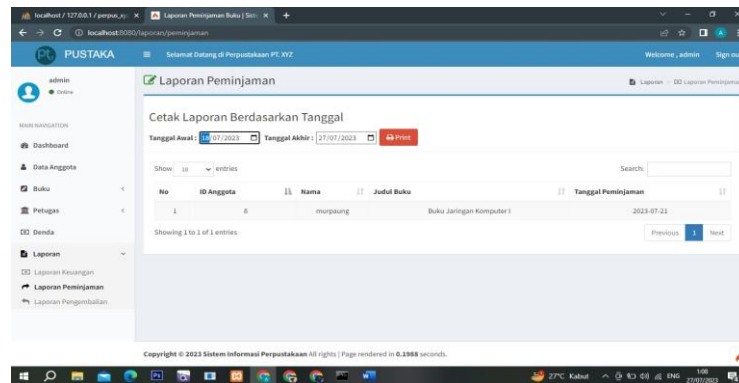 localhost / 127.0.0.1 / perpus_ej
Laporan Peminjaman Buku | Sist
localhost:8080/laporan/peminjaman
PUSTAKA
Selamat Datang di Perpustakaan PT. XYZ
Welcome , admin
Sign ou
admin
Online
Laporan Peminjaman
Laporan
Laporan Peminjama
MAIN NAVIGATION
Dashboard
Data Anggota
Buku
Petugas
Denda
Laporan
Laporan Keuangan
Laporan Peminjaman
Laporan Pengembalian
Cetak Laporan Berdasarkan Tanggal
Tanggal Awal : 18/07/2023 Tanggal Akhir : 27/07/2023 Print
Show 10 entries Search:
No ID Anggota Nama Judul Buku Tanggal Peminjaman
1 8 murpaung Buku Jaringan Komputer I 2023-07-21
Showing 1 to 1 of 1 entries Previous 1 Next
Copyright © 2023 Sistem Informasi Perpustakaan All rights | Page rendered in 0.1988 seconds.
27°C Kabut ENG 1:08
27/07/2023